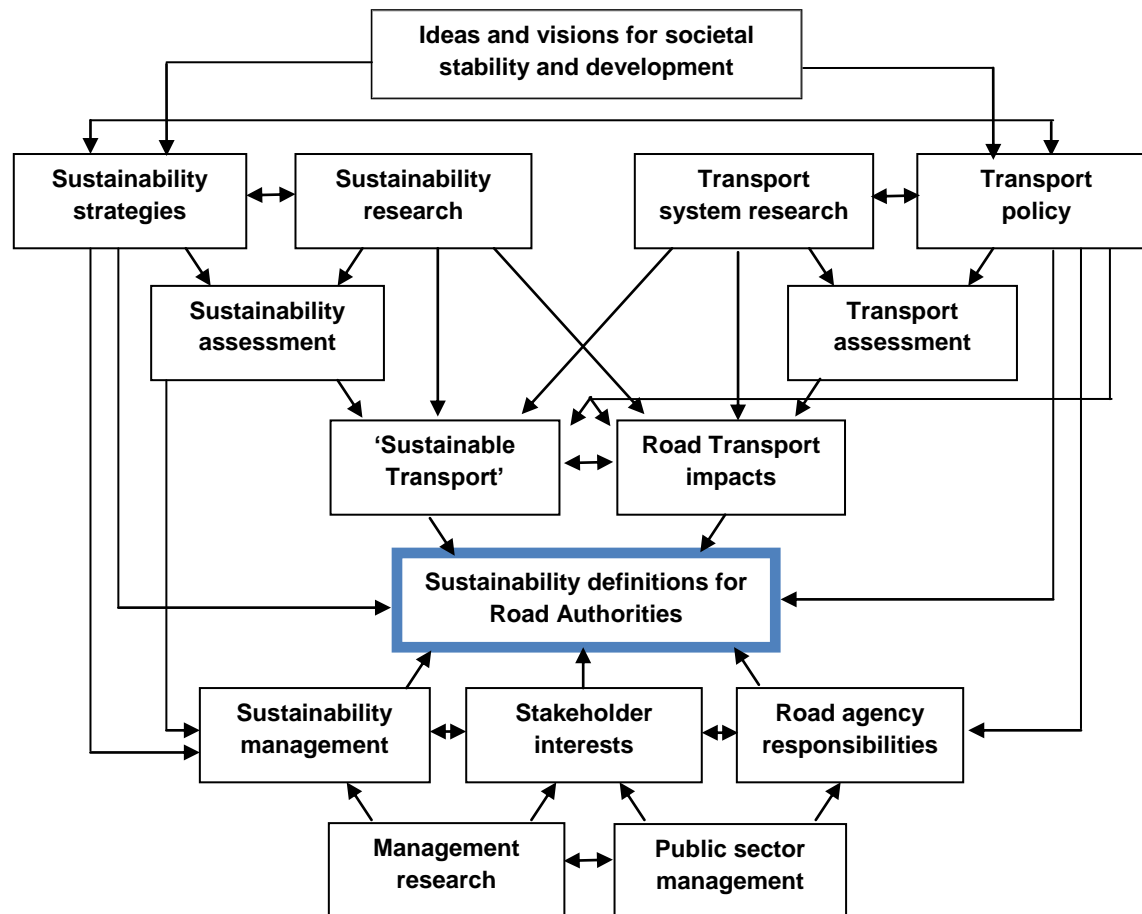 Ideas and visions for societal
stability and development
Sustainability
strategies
Sustainability
research
Transport
system research
Transport
policy
Sustainability
assessment
Transport
assessment
‘Sustainable
Transport’
Road Transport
impacts
Sustainability definitions for
Road Authorities
Sustainability
management
Stakeholder
interests
Road agency
responsibilities
Management
research
Public sector
management